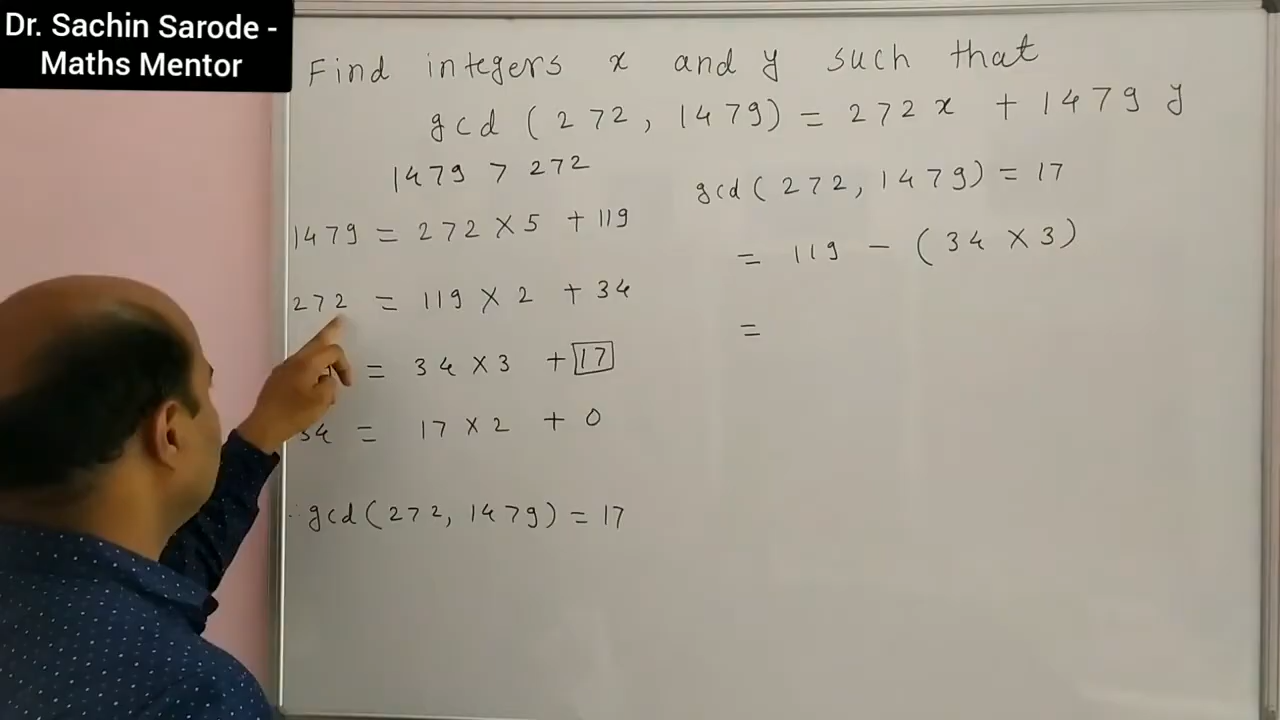 Dr. Sachin Sarode -
Maths Mentor
Find integers x and y such that
gcd (272, 1479) = 272x + 1479y
1479 > 272
1479 = 272 × 5 + 119
272 = 119 × 2 + 34
= 34 × 3 + 17
34 = 17 × 2 + 0
∴ gcd (272, 1479) = 17
gcd (272, 1479) = 17
= 119 - (34 × 3)
=